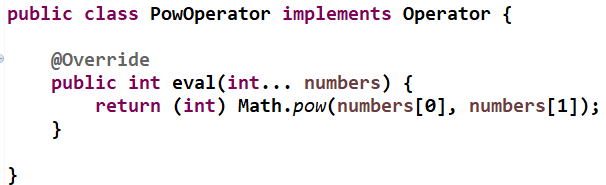 public class PowOperator implements Operator {
@Override
public int eval(int... numbers) {
return (int) Math.pow(numbers[0], numbers[1]);
}
}